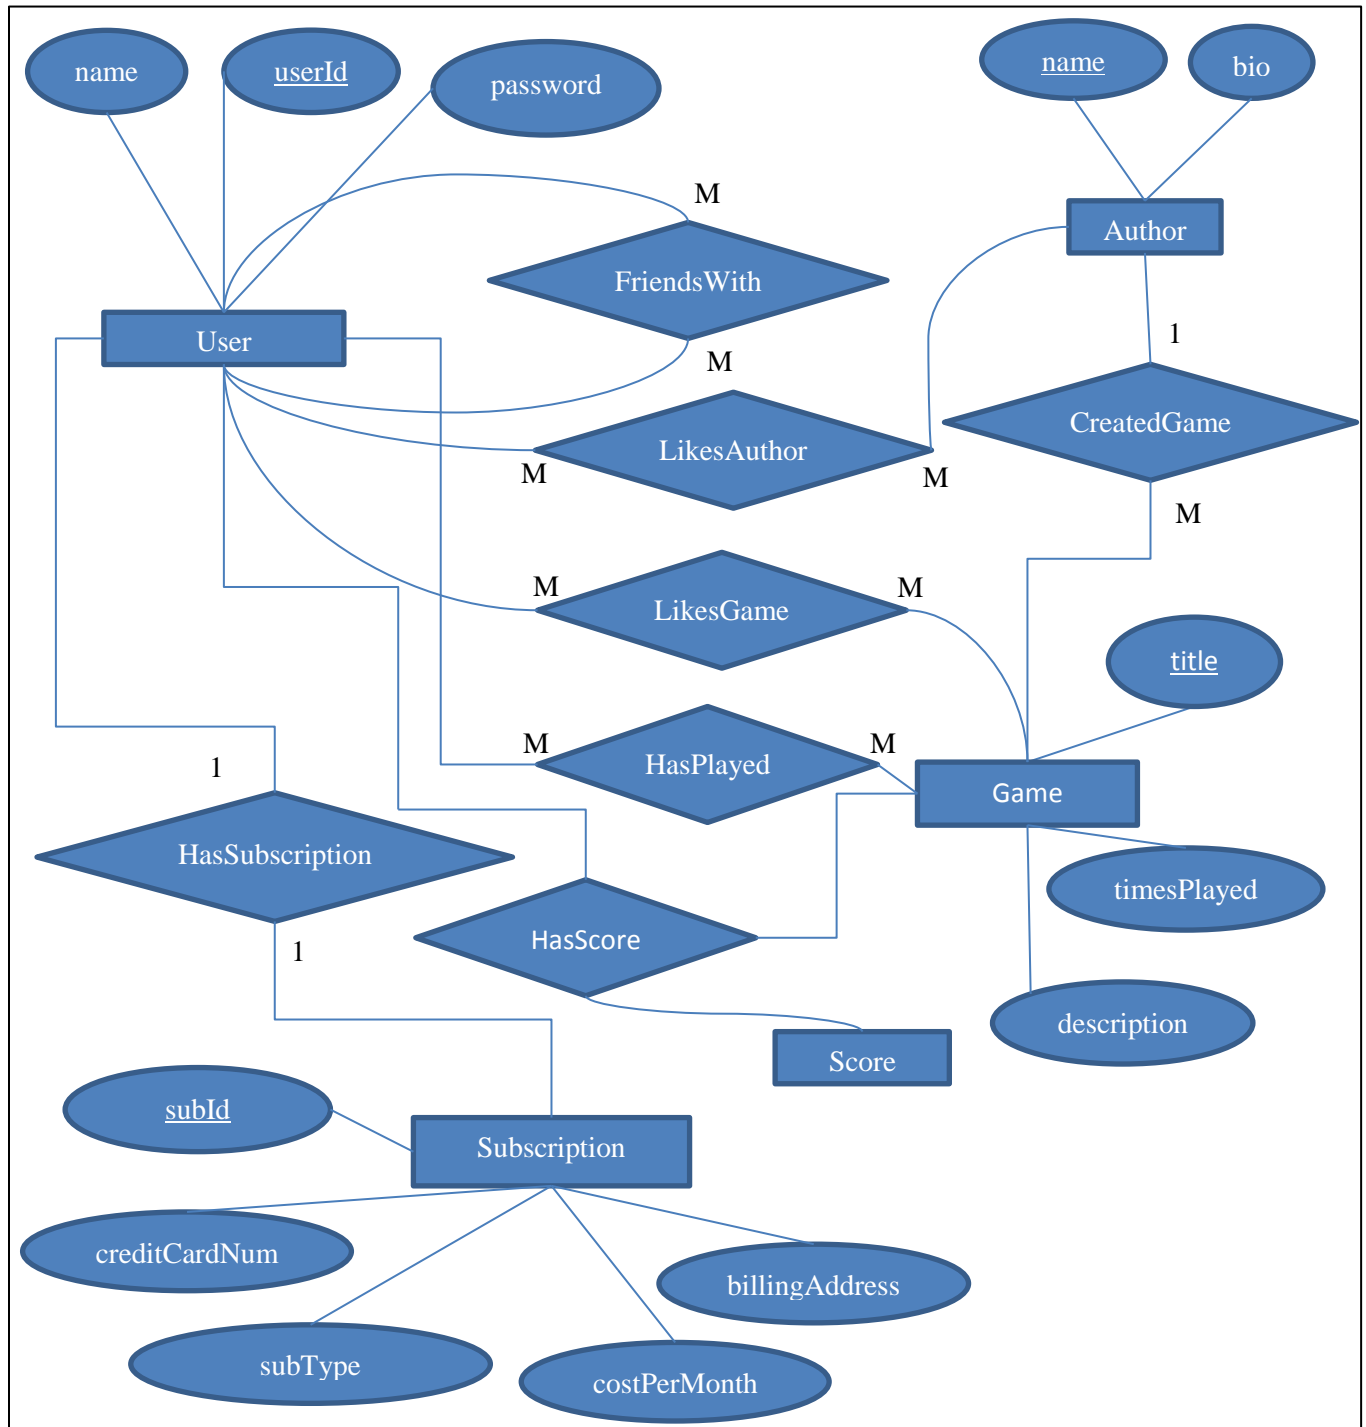 name
userId
password
name
bio
M
Author
FriendsWith
User
1
M
CreatedGame
LikesAuthor
M
M
M
M
M
LikesGame
title
M
M
1
HasPlayed
Game
HasSubscription
timesPlayed
HasScore
1
description
Score
subId
Subscription
creditCardNum
billingAddress
subType
costPerMonth